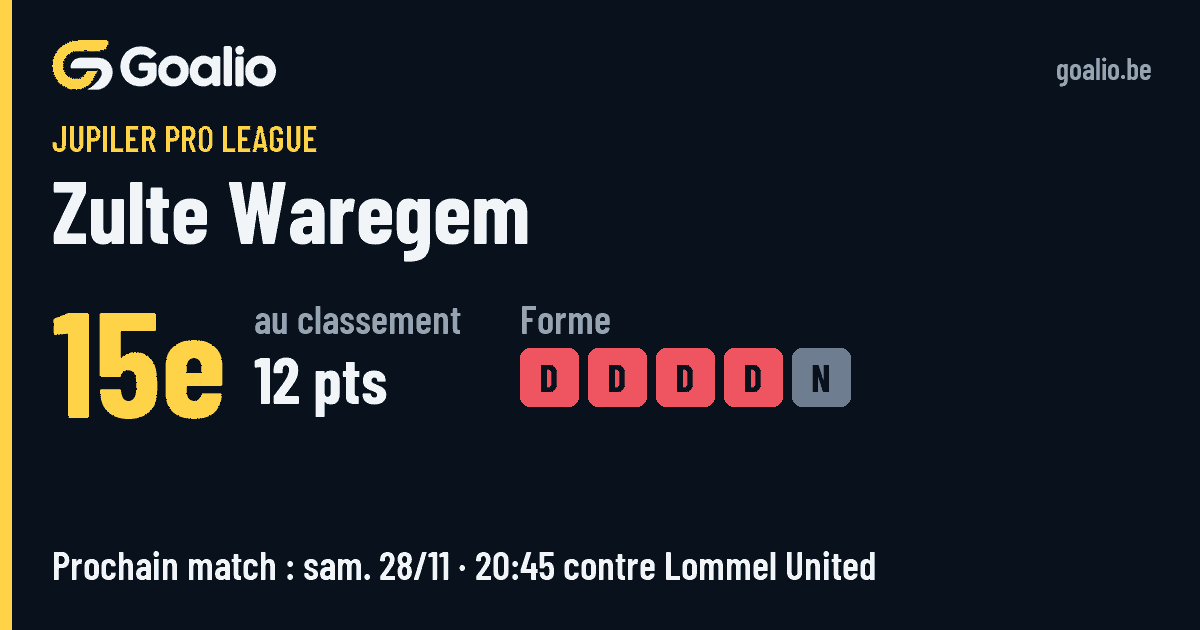 Goalio
goalio.be
JUPILER PRO LEAGUE
Zulte Waregem
15e
au classement
12 pts
Forme
D D D D N
Prochain match : sam. 28/11 · 20:45 contre Lommel United